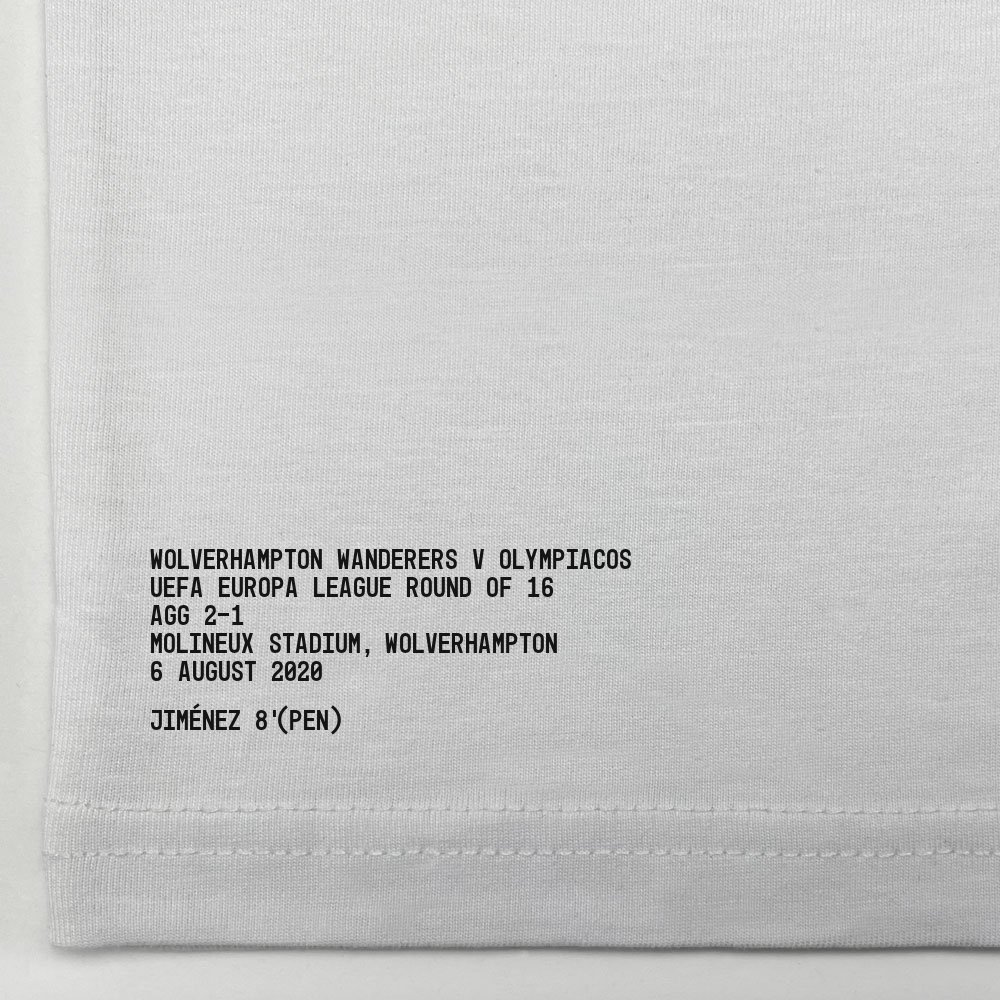 WOLVERHAMPTON WANDERERS V OLYMPIACOS
UEFA EUROPA LEAGUE ROUND OF 16
AGG 2-1
MOLINEUX STADIUM, WOLVERHAMPTON
6 AUGUST 2020
JIMÉNEZ 8'(PEN)